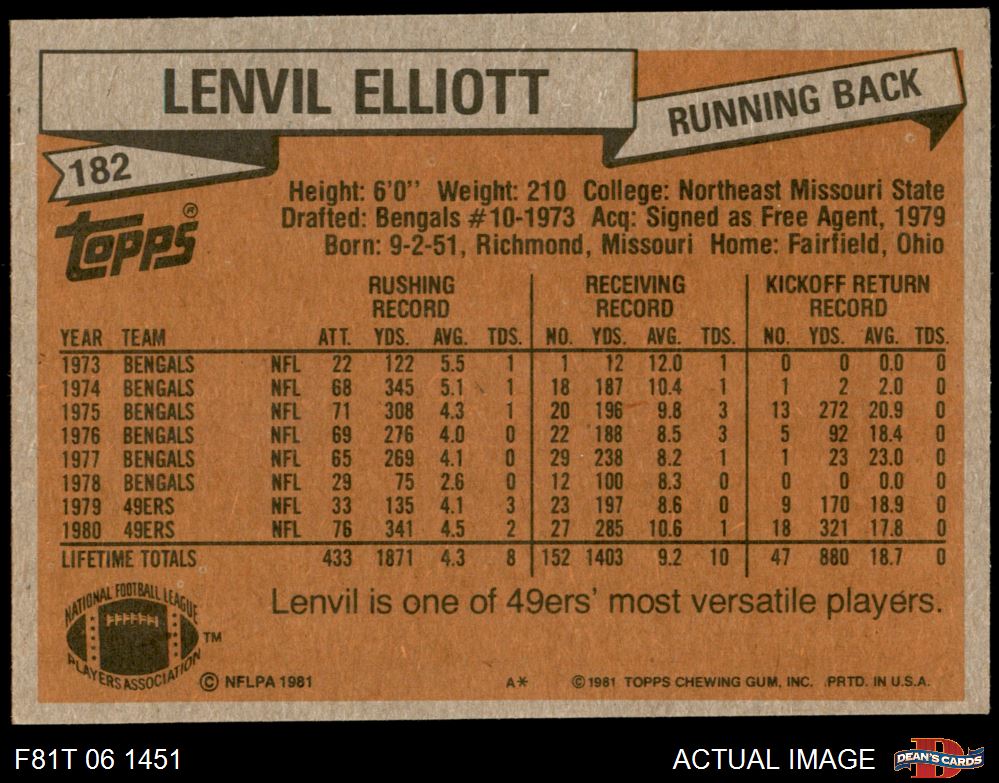 LENVIL ELLIOTT
RUNNING BACK
182
TOPPS®
Height: 6'0" Weight: 210 College: Northeast Missouri State
Drafted: Bengals #10-1973 Acq: Signed as Free Agent, 1979
Born: 9-2-51, Richmond, Missouri Home: Fairfield, Ohio
RUSHING RECORD RECEIVING RECORD KICKOFF RETURN RECORD
YEAR TEAM ATT. YDS. AVG. TDS. NO. YDS. AVG. TDS. NO. YDS. AVG. TDS.
1973 BENGALS NFL 22 122 5.5 1 1 12 12.0 1 0 0 0.0 0
1974 BENGALS NFL 68 345 5.1 1 18 187 10.4 1 1 2 2.0 0
1975 BENGALS NFL 71 308 4.3 1 20 196 9.8 3 13 272 20.9 0
1976 BENGALS NFL 69 276 4.0 0 22 188 8.5 3 5 92 18.4 0
1977 BENGALS NFL 65 269 4.1 0 29 238 8.2 1 1 23 23.0 0
1978 BENGALS NFL 29 75 2.6 0 12 100 8.3 0 0 0 0.0 0
1979 49ERS NFL 33 135 4.1 3 23 197 8.6 0 9 170 18.9 0
1980 49ERS NFL 76 341 4.5 2 27 285 10.6 1 18 321 17.8 0
LIFETIME TOTALS 433 1871 4.3 8 152 1403 9.2 10 47 880 18.7 0
Lenvil is one of 49ers' most versatile players.
NATIONAL FOOTBALL LEAGUE
PLAYERS ASSOCIATION ™
© NFLPA 1981 A* © 1981 TOPPS CHEWING GUM, INC. PRTD. IN U.S.A.
F81T 06 1451 ACTUAL IMAGE D DEAN'S CARDS